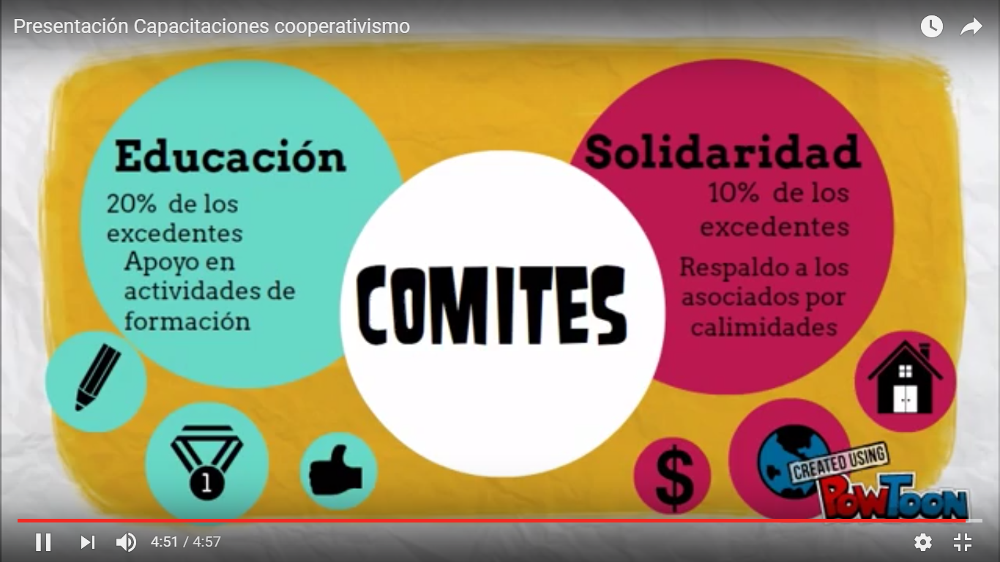 Presentación Capacitaciones cooperativismo
Educación
20% de los
excedentes
Apoyo en
actividades de
formación
COMITES
Solidaridad
10% de los
excedentes
Respaldo a los
asociados por
calimidades
1
$
CREATED USING
POWTOON
4:51 / 4:57